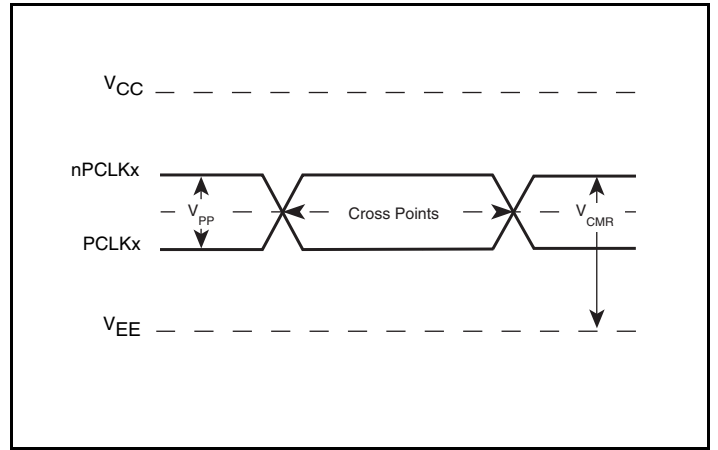 VCC
nPCLKx
VPP
Cross Points
VCMR
PCLKx
VEE